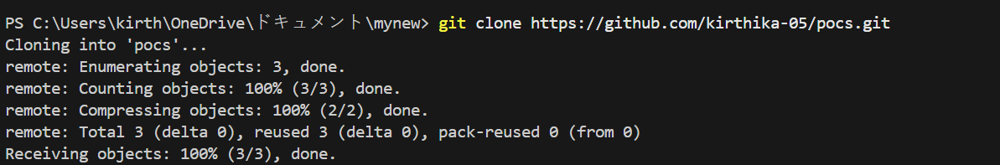 PS C:\Users\kirth\OneDrive\ドキュメント\mynew> git clone https://github.com/kirthika-05/pocs.git
Cloning into 'pocs'...
remote: Enumerating objects: 3, done.
remote: Counting objects: 100% (3/3), done.
remote: Compressing objects: 100% (2/2), done.
remote: Total 3 (delta 0), reused 3 (delta 0), pack-reused 0 (from 0)
Receiving objects: 100% (3/3), done.